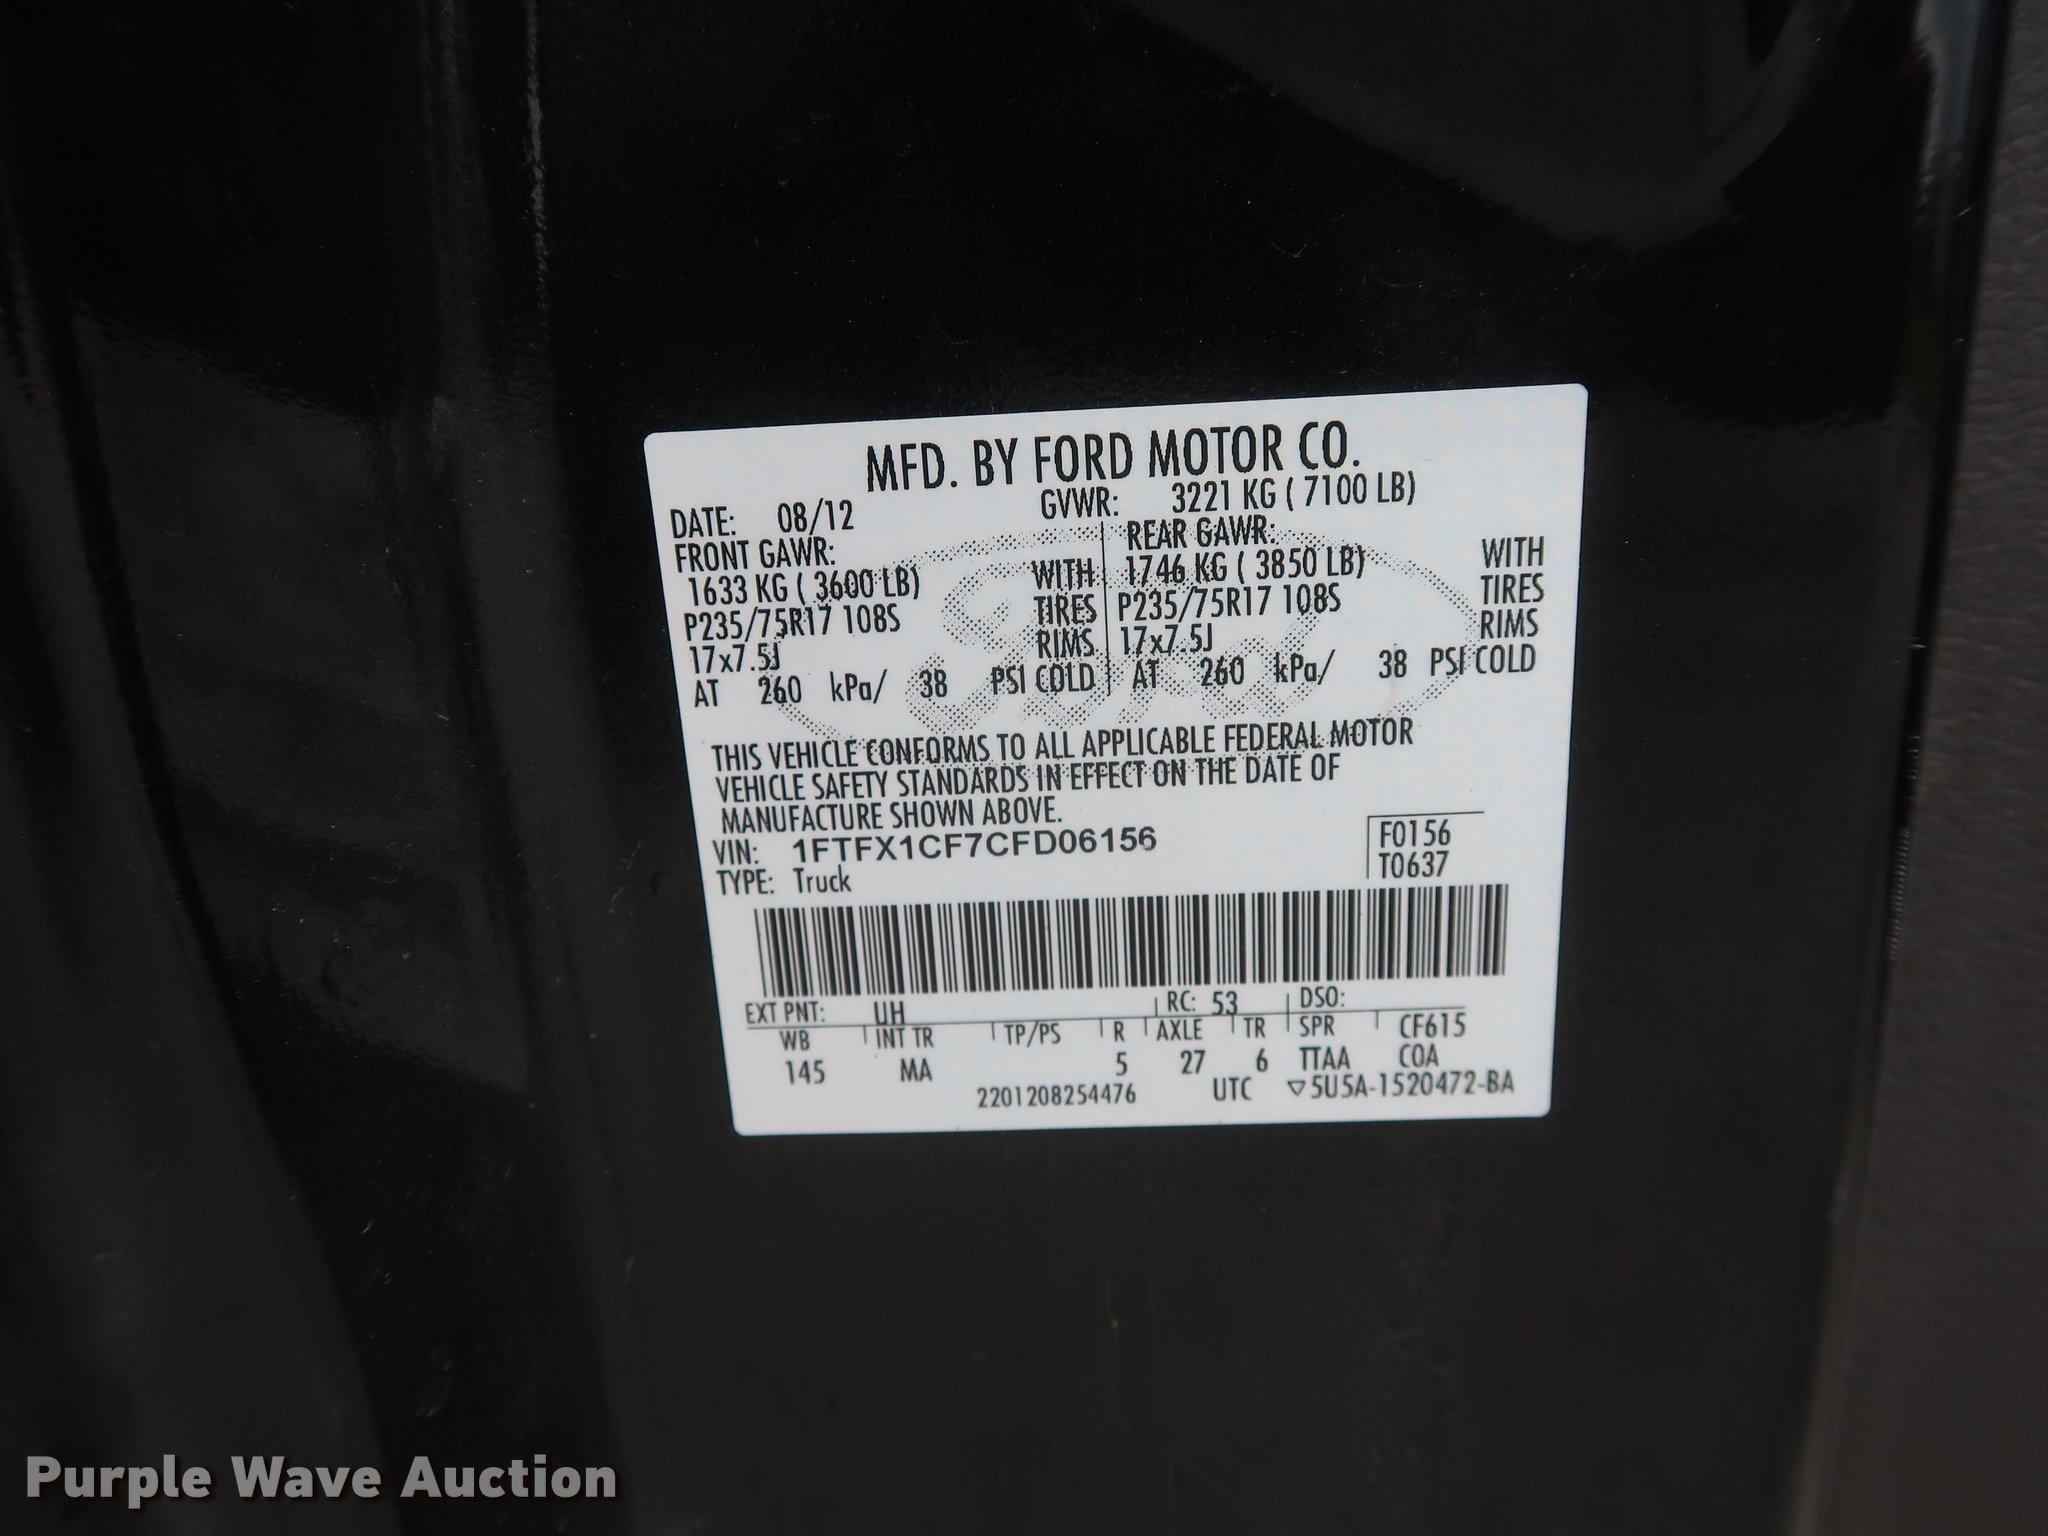 MFD. BY FORD MOTOR CO.
DATE: 08/12 GVWR: 3221 KG ( 7100 LB)
FRONT GAWR: REAR GAWR:
1633 KG ( 3600 LB) WITH 1746 KG ( 3850 LB) WITH
P235/75R17 108S TIRES P235/75R17 108S TIRES
17x7.5J RIMS 17x7.5J RIMS
AT 260 kPa/ 38 PSI COLD AT 260 kPa/ 38 PSI COLD
Ford
THIS VEHICLE CONFORMS TO ALL APPLICABLE FEDERAL MOTOR
VEHICLE SAFETY STANDARDS IN EFFECT ON THE DATE OF
MANUFACTURE SHOWN ABOVE.
VIN: 1FTFX1CF7CFD06156 F0156
TYPE: Truck T0637
EXT PNT: UH RC: 53 DSO:
WB INT TR TP/PS R AXLE TR SPR CF615
145 MA 5 27 6 TTAA COA
2201208254476 UTC ▽5U5A-1520472-BA
Purple Wave Auction